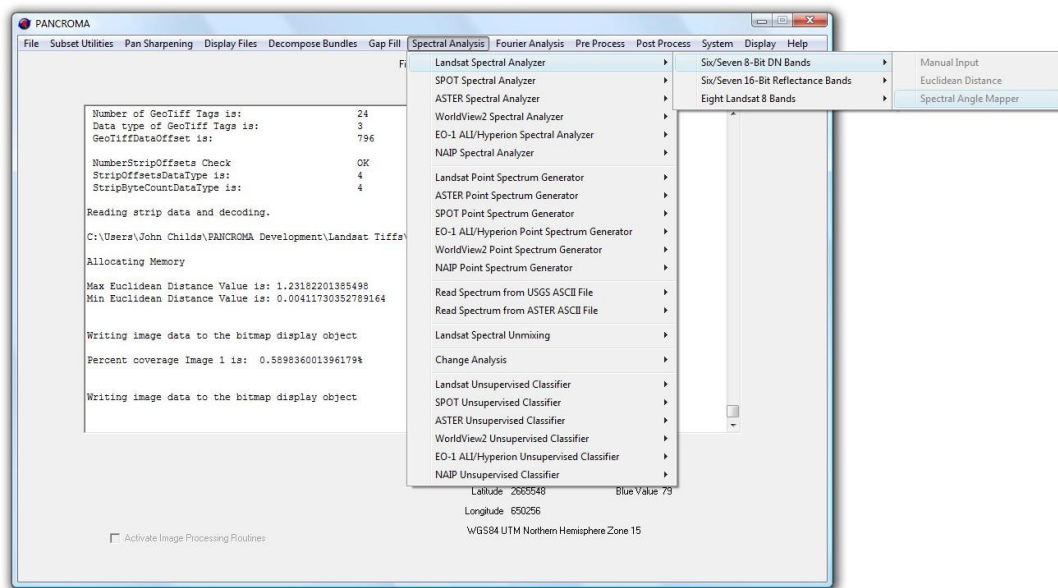 PANCROMA
File Subset Utilities Pan Sharpening Display Files Decompose Bundles Gap Fill Spectral Analysis Fourier Analysis Pre Process Post Process System Display Help
Fi
Landsat Spectral Analyzer
SPOT Spectral Analyzer
ASTER Spectral Analyzer
WorldView2 Spectral Analyzer
EO-1 ALI/Hyperion Spectral Analyzer
NAIP Spectral Analyzer
Landsat Point Spectrum Generator
ASTER Point Spectrum Generator
SPOT Point Spectrum Generator
EO-1 ALI/Hyperion Point Spectrum Generator
WorldView2 Point Spectrum Generator
NAIP Point Spectrum Generator
Read Spectrum from USGS ASCII File
Read Spectrum from ASTER ASCII File
Landsat Spectral Unmixing
Change Analysis
Landsat Unsupervised Classifier
SPOT Unsupervised Classifier
ASTER Unsupervised Classifier
WorldView2 Unsupervised Classifier
EO-1 ALI/Hyperion Unsupervised Classifier
NAIP Unsupervised Classifier
Six/Seven 8-Bit DN Bands
Six/Seven 16-Bit Reflectance Bands
Eight Landsat 8 Bands
Manual Input
Euclidean Distance
Spectral Angle Mapper
Number of GeoTiff Tags is: 24
Data type of GeoTiff Tags is: 3
GeoTiffDataOffset is: 796
NumberStripOffsets Check OK
StripOffsetsDataType is: 4
StripByteCountDataType is: 4
Reading strip data and decoding.
C:\Users\John Childs\PANCROMA Development\Landsat Tiffs\
Allocating Memory
Max Euclidean Distance Value is: 1.23182201385498
Min Euclidean Distance Value is: 0.00411730352789164
Writing image data to the bitmap display object
Percent coverage Image 1 is: 0.589836001396179%
Writing image data to the bitmap display object
Latitude 2665548 Blue Value 79
Longitude 650256
WGS84 UTM Northern Hemisphere Zone 15
Activate Image Processing Routines